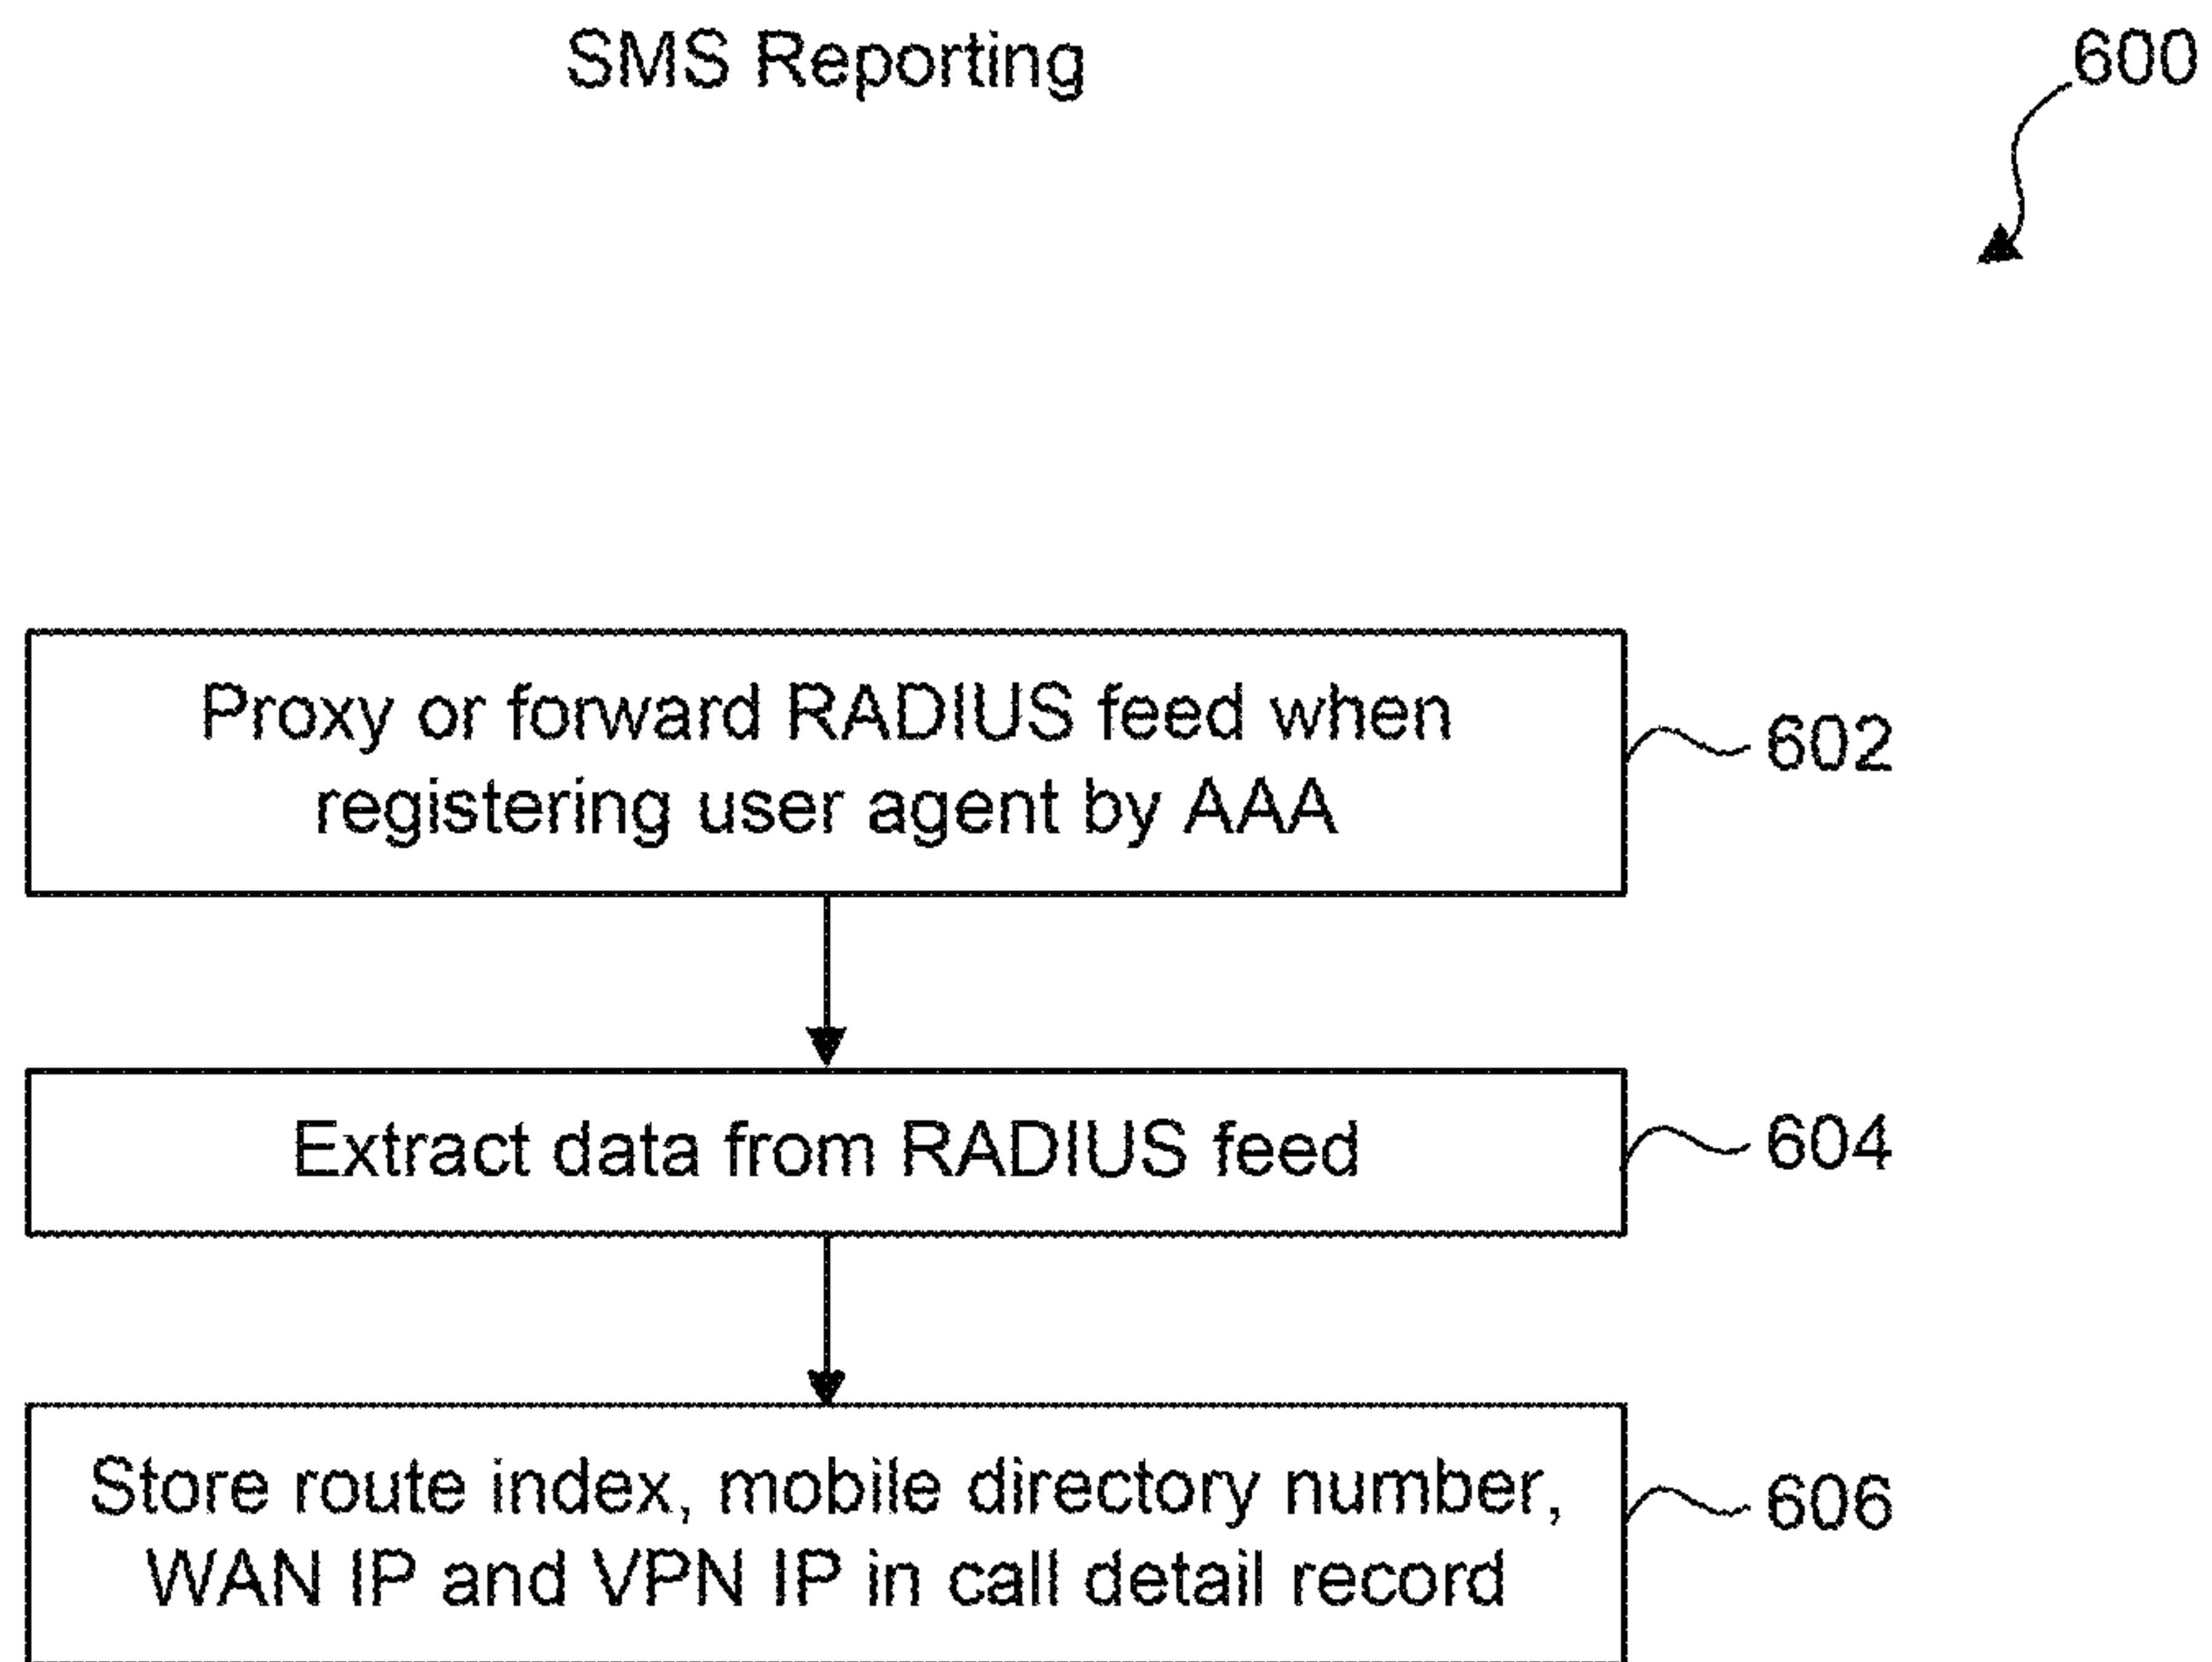 SMS Reporting
600
Proxy or forward RADIUS feed when
registering user agent by AAA
602
Extract data from RADIUS feed
604
Store route index, mobile directory number,
WAN IP and VPN IP in call detail record
606